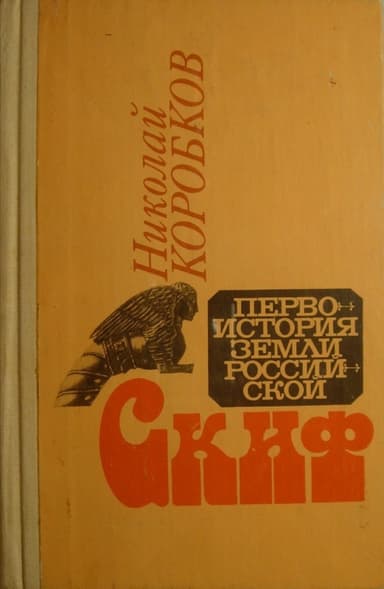 Николай
КОРОБКОВ
ПЕРВО-
ИСТОРИЯ
ЗЕМЛИ
РОССИЙ-
СКОЙ
Скиф